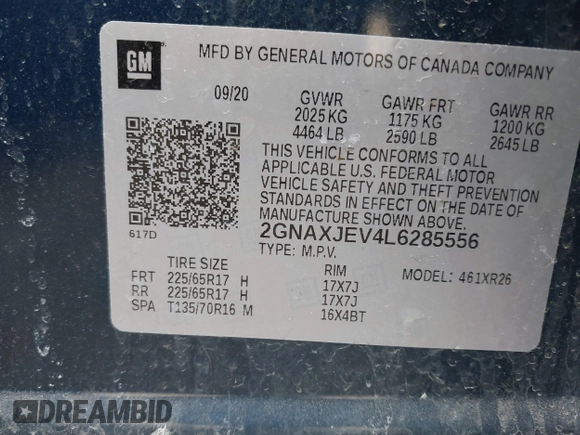 GM
MFD BY GENERAL MOTORS OF CANADA COMPANY
09/20 GVWR GAWR FRT GAWR RR
2025 KG 1175 KG 1200 KG
4464 LB 2590 LB 2645 LB
THIS VEHICLE CONFORMS TO ALL
APPLICABLE U.S. FEDERAL MOTOR
VEHICLE SAFETY AND THEFT PREVENTION
STANDARDS IN EFFECT ON THE DATE
OF MANUFACTURE SHOWN ABOVE.
617D
2GNAXJEV4L6285556
TYPE: M.P.V.
TIRE SIZE RIM MODEL: 461XR26
FRT 225/65R17 H 17X7J
RR 225/65R17 H 17X7J
SPA T135/70R16 M 16X4BT
DREAMBID